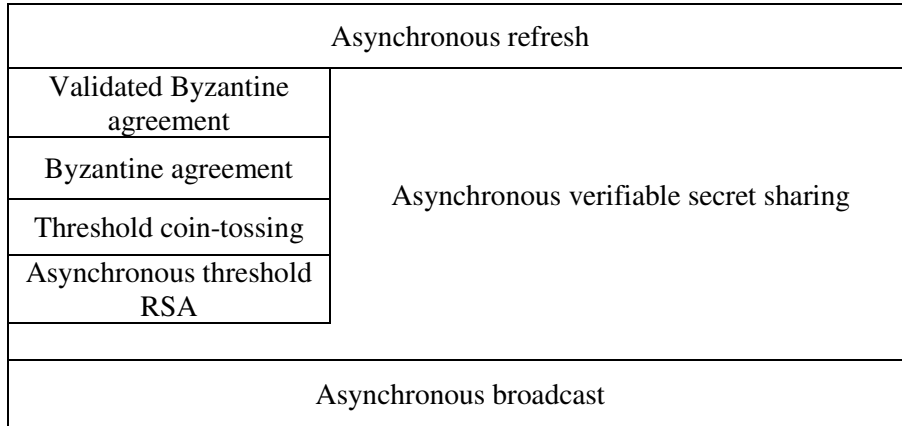 Asynchronous refresh
Validated Byzantine
agreement
Byzantine agreement
Asynchronous verifiable secret sharing
Threshold coin-tossing
Asynchronous threshold
RSA
Asynchronous broadcast